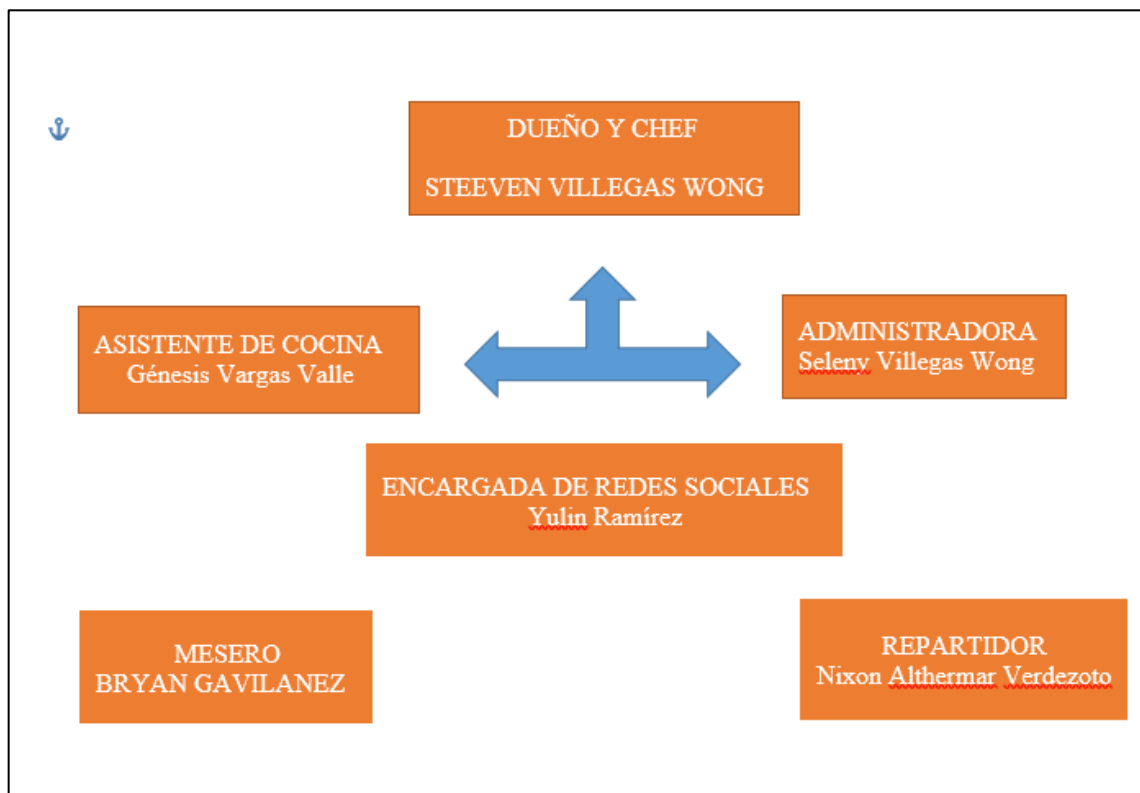 DUEÑO Y CHEF
STEEVEN VILLEGAS WONG
ASISTENTE DE COCINA
Génesis Vargas Valle
ADMINISTRADORA
Seleny Villegas Wong
ENCARGADA DE REDES SOCIALES
Yulin Ramírez
MESERO
BRYAN GAVILANEZ
REPARTIDOR
Nixon Althermar Verdezoto